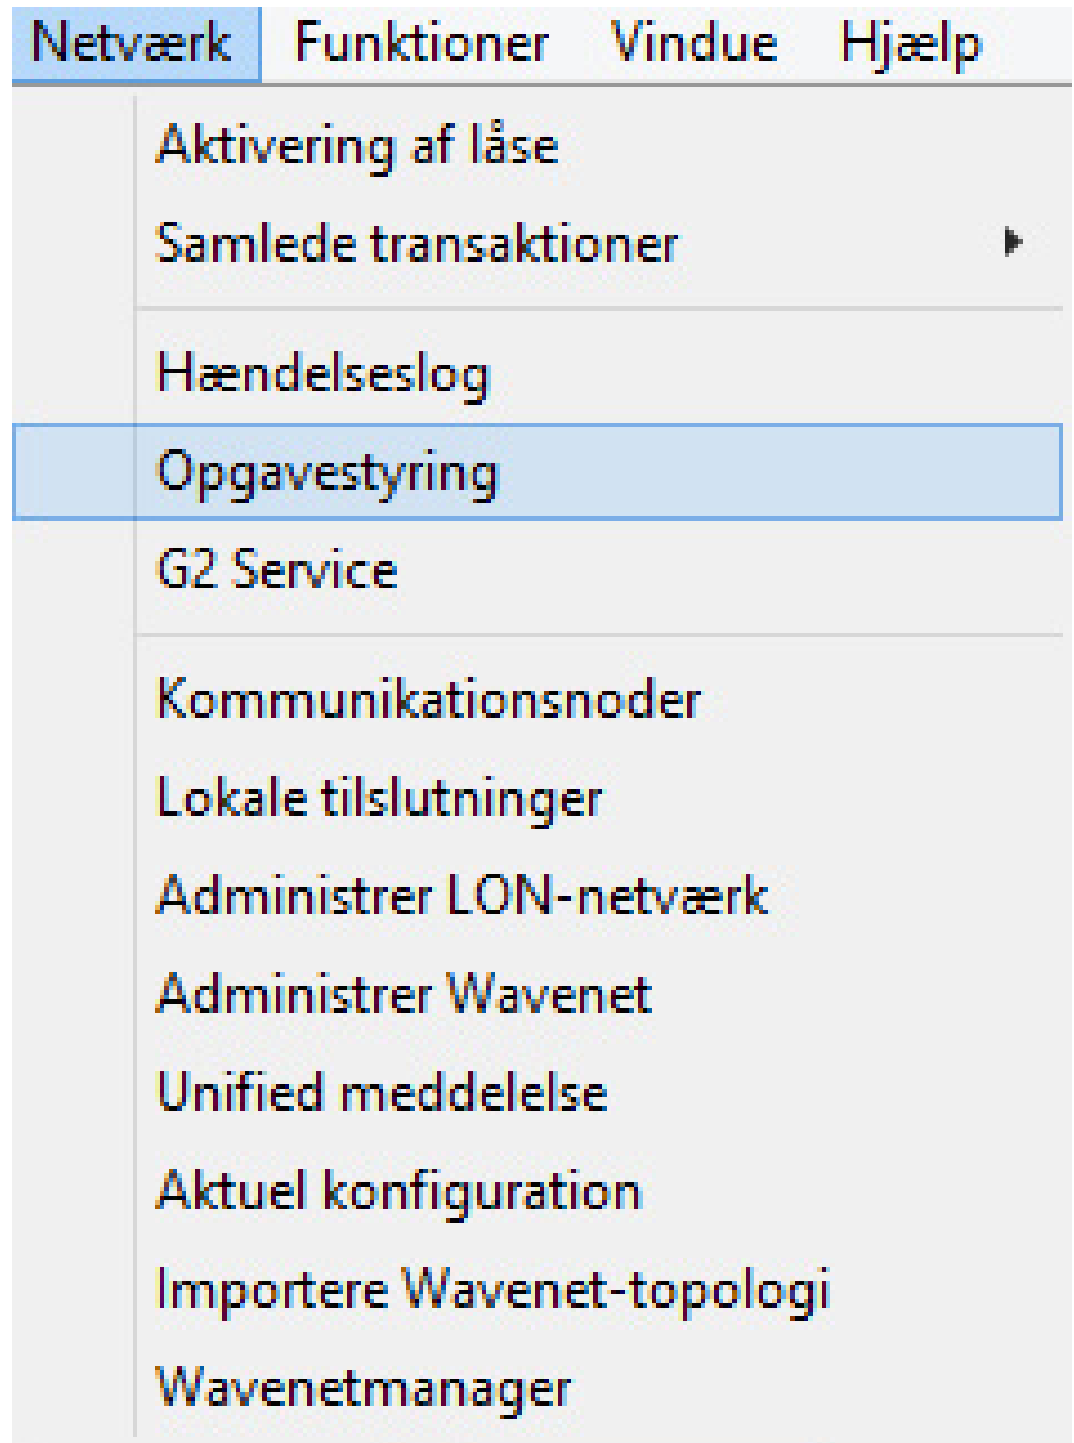 Netværk Funktioner Vindue Hjælp
Aktivering af låse
Samlede transaktioner
Hændelseslog
Opgavestyring
G2 Service
Kommunikationsnoder
Lokale tilslutninger
Administrer LON-netværk
Administrer Wavenet
Unified meddelelse
Aktuel konfiguration
Importere Wavenet-topologi
Wavenetmanager